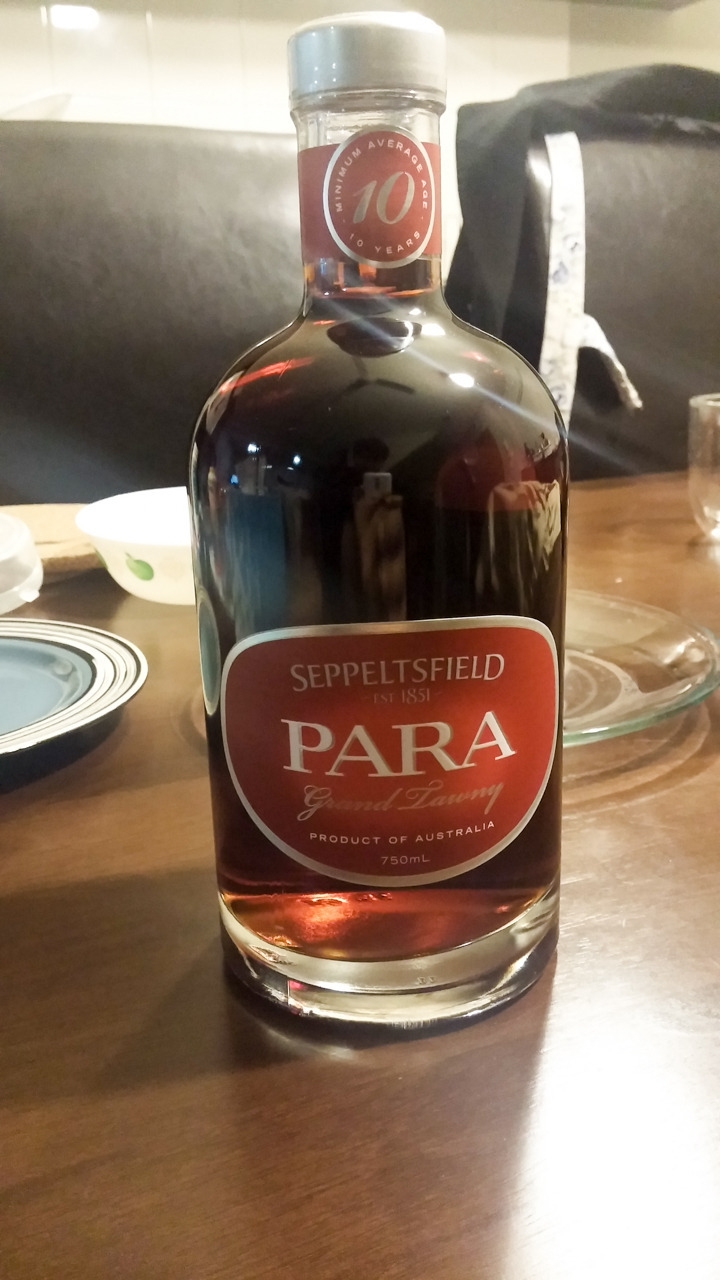 MINIMUM AVERAGE AGE
10
10 YEARS
SEPPELTSFIELD
EST 1851
PARA
Grand Tawny
PRODUCT OF AUSTRALIA
750mL